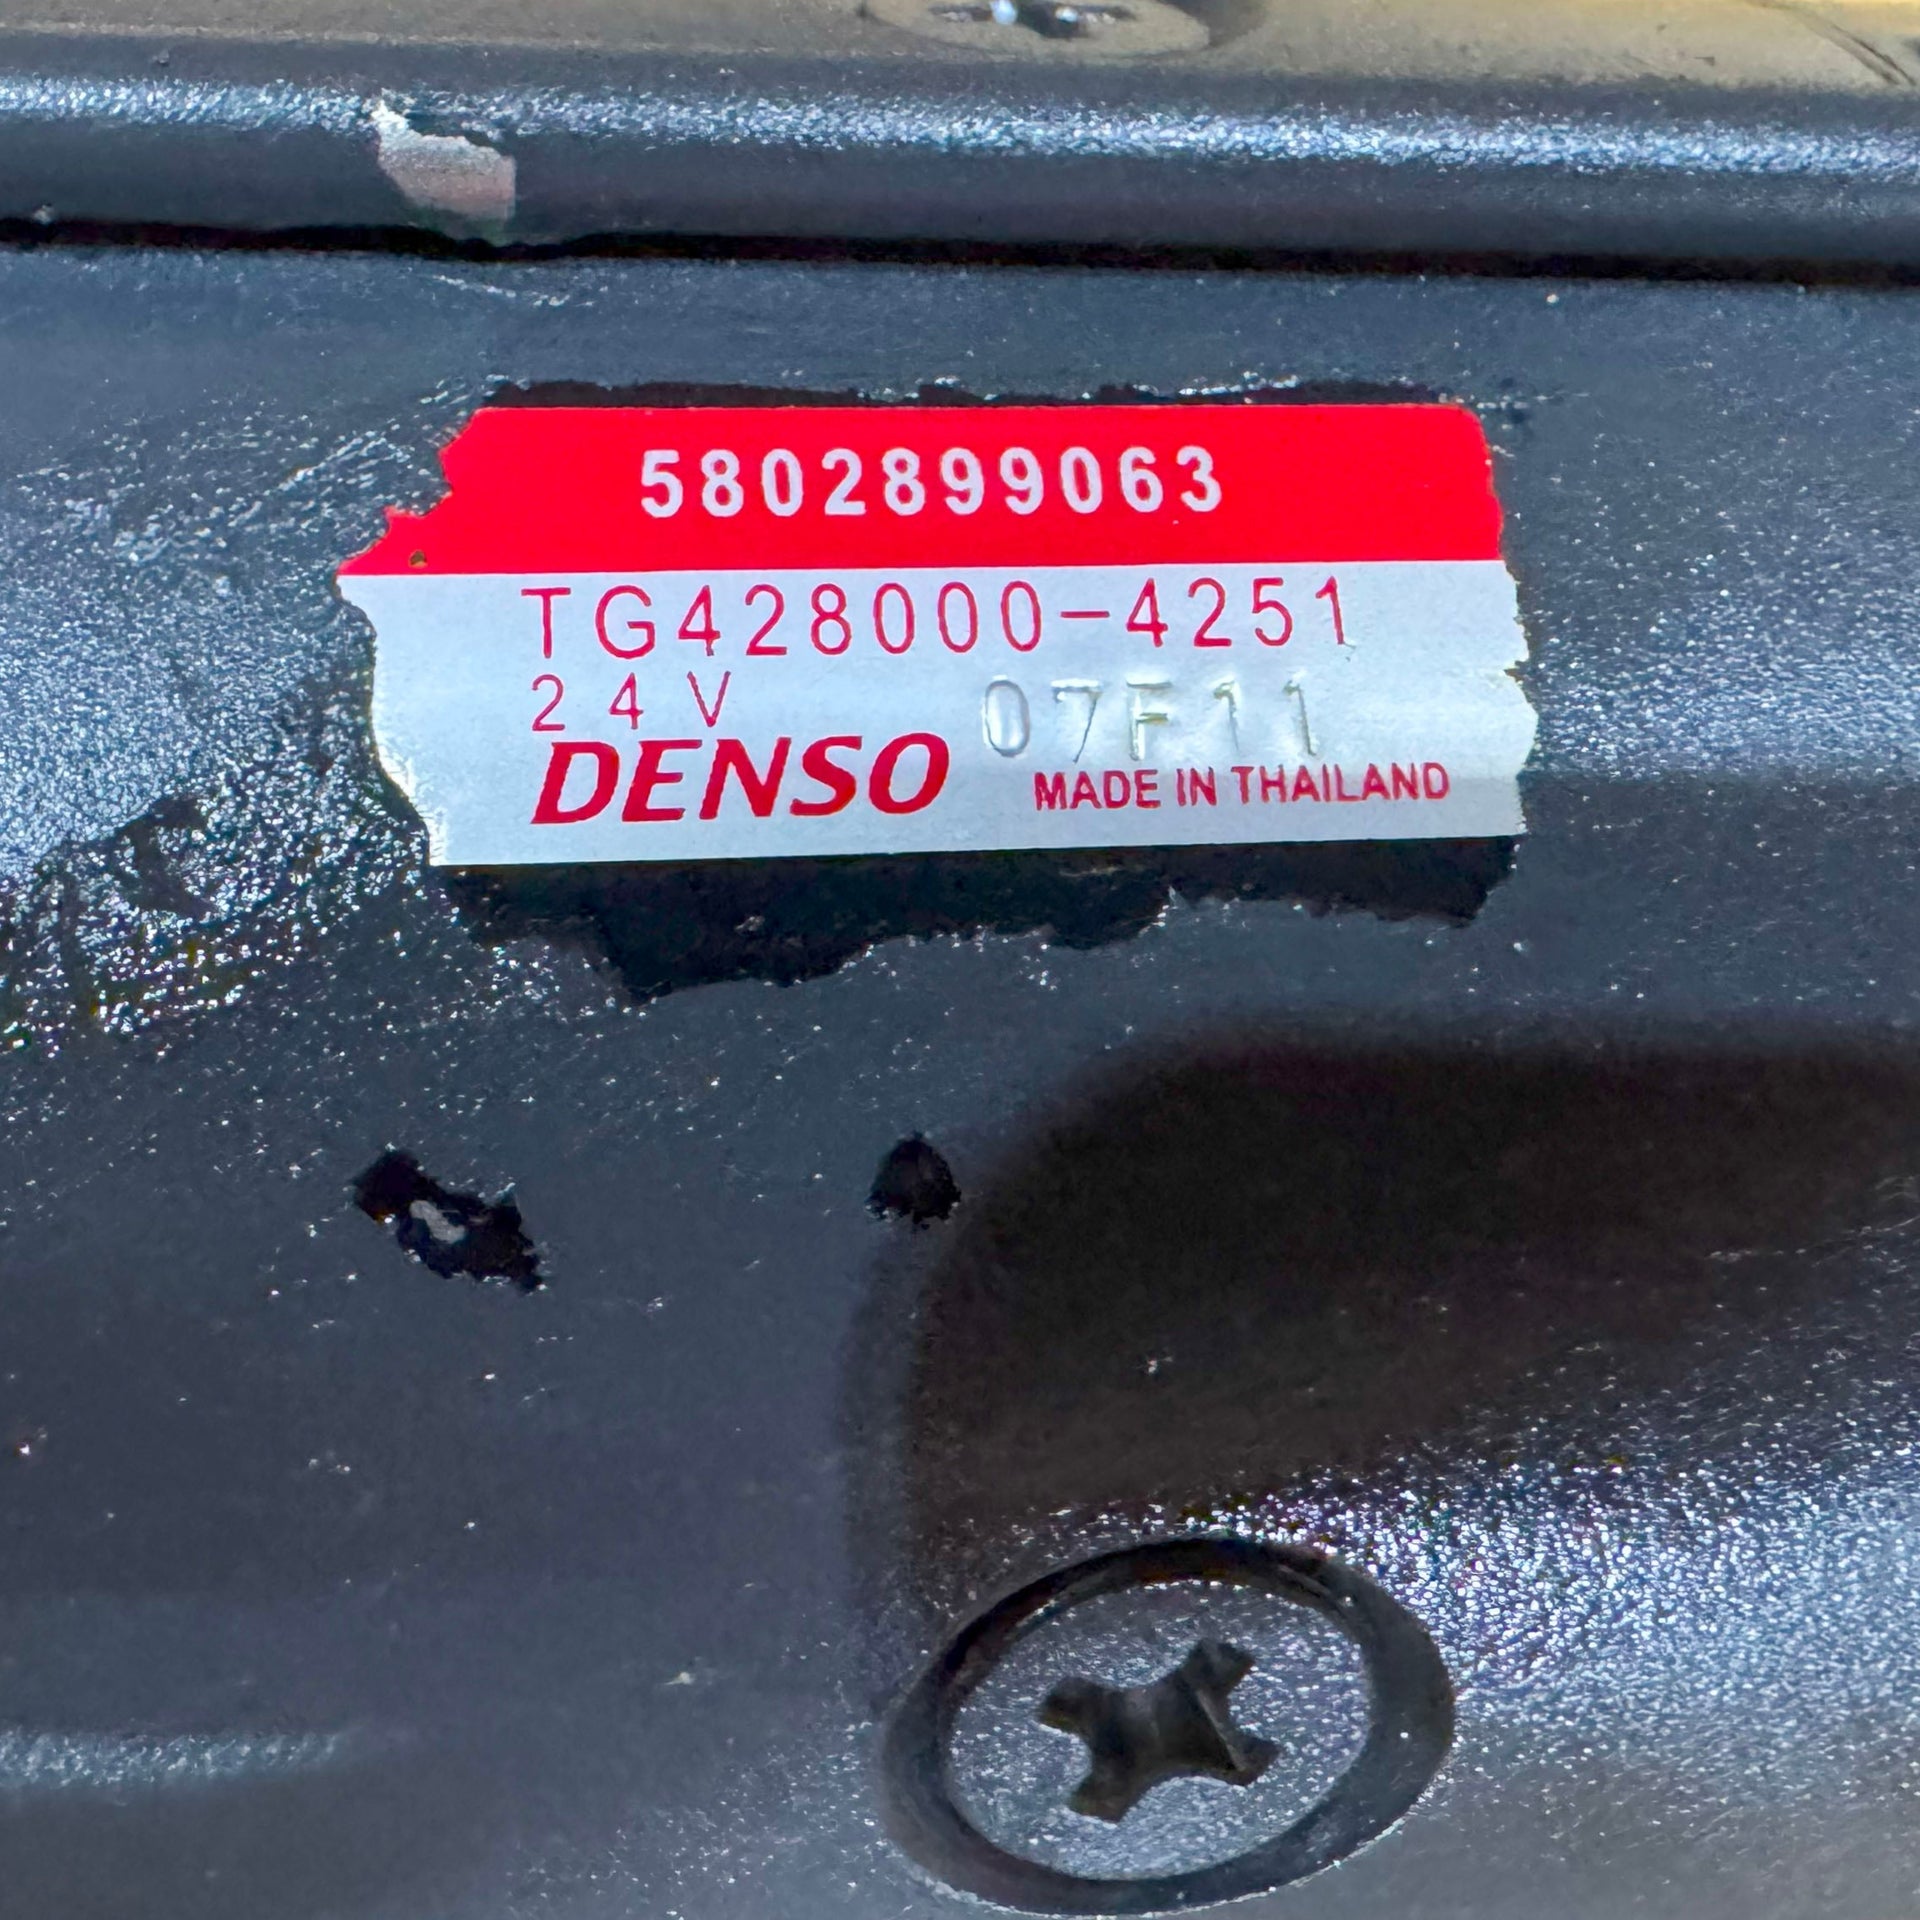 5802899063
TG428000-4251
24V 07F11
DENSO MADE IN THAILAND